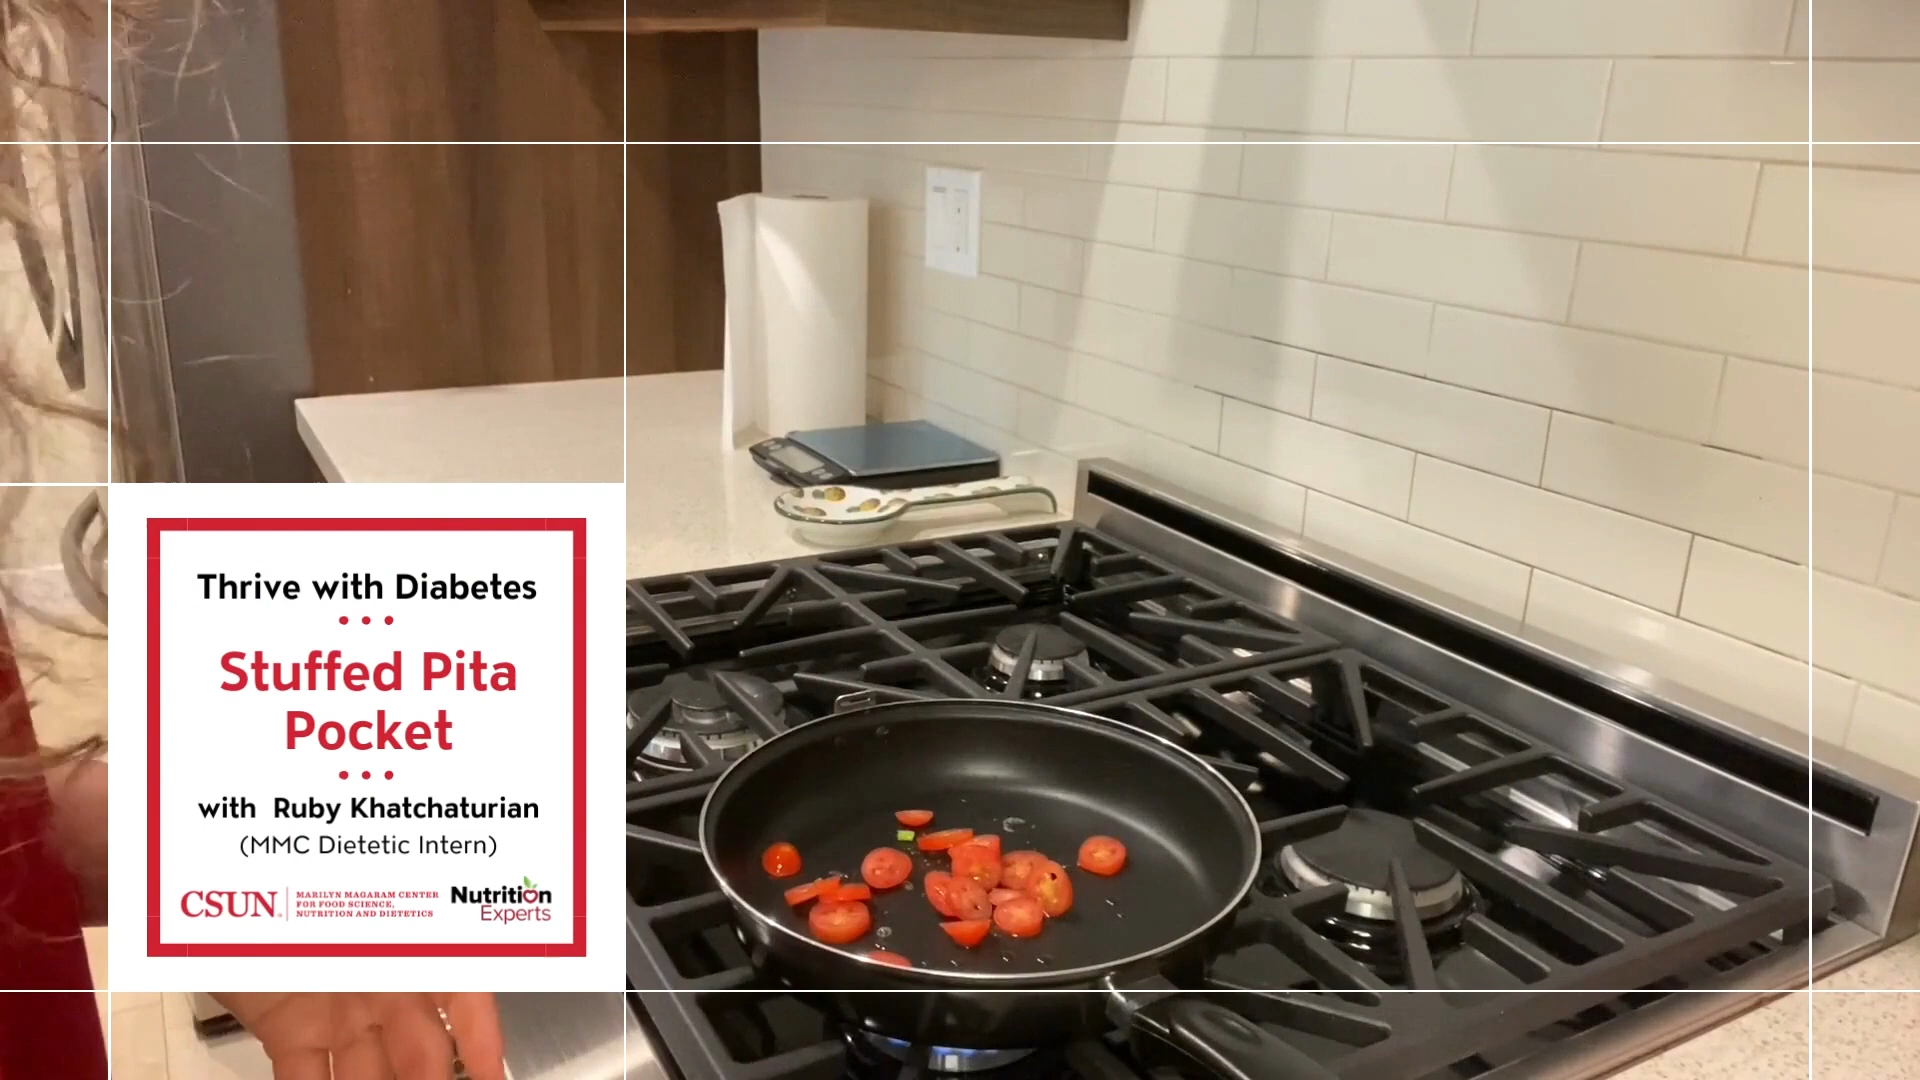 Thrive with Diabetes
Stuffed Pita
Pocket
with Ruby Khatchaturian
(MMC Dietetic Intern)
CSUN
MARILYN MAGARAM CENTER
FOR FOOD SCIENCE,
NUTRITION AND DIETETICS
Nutrition
Experts